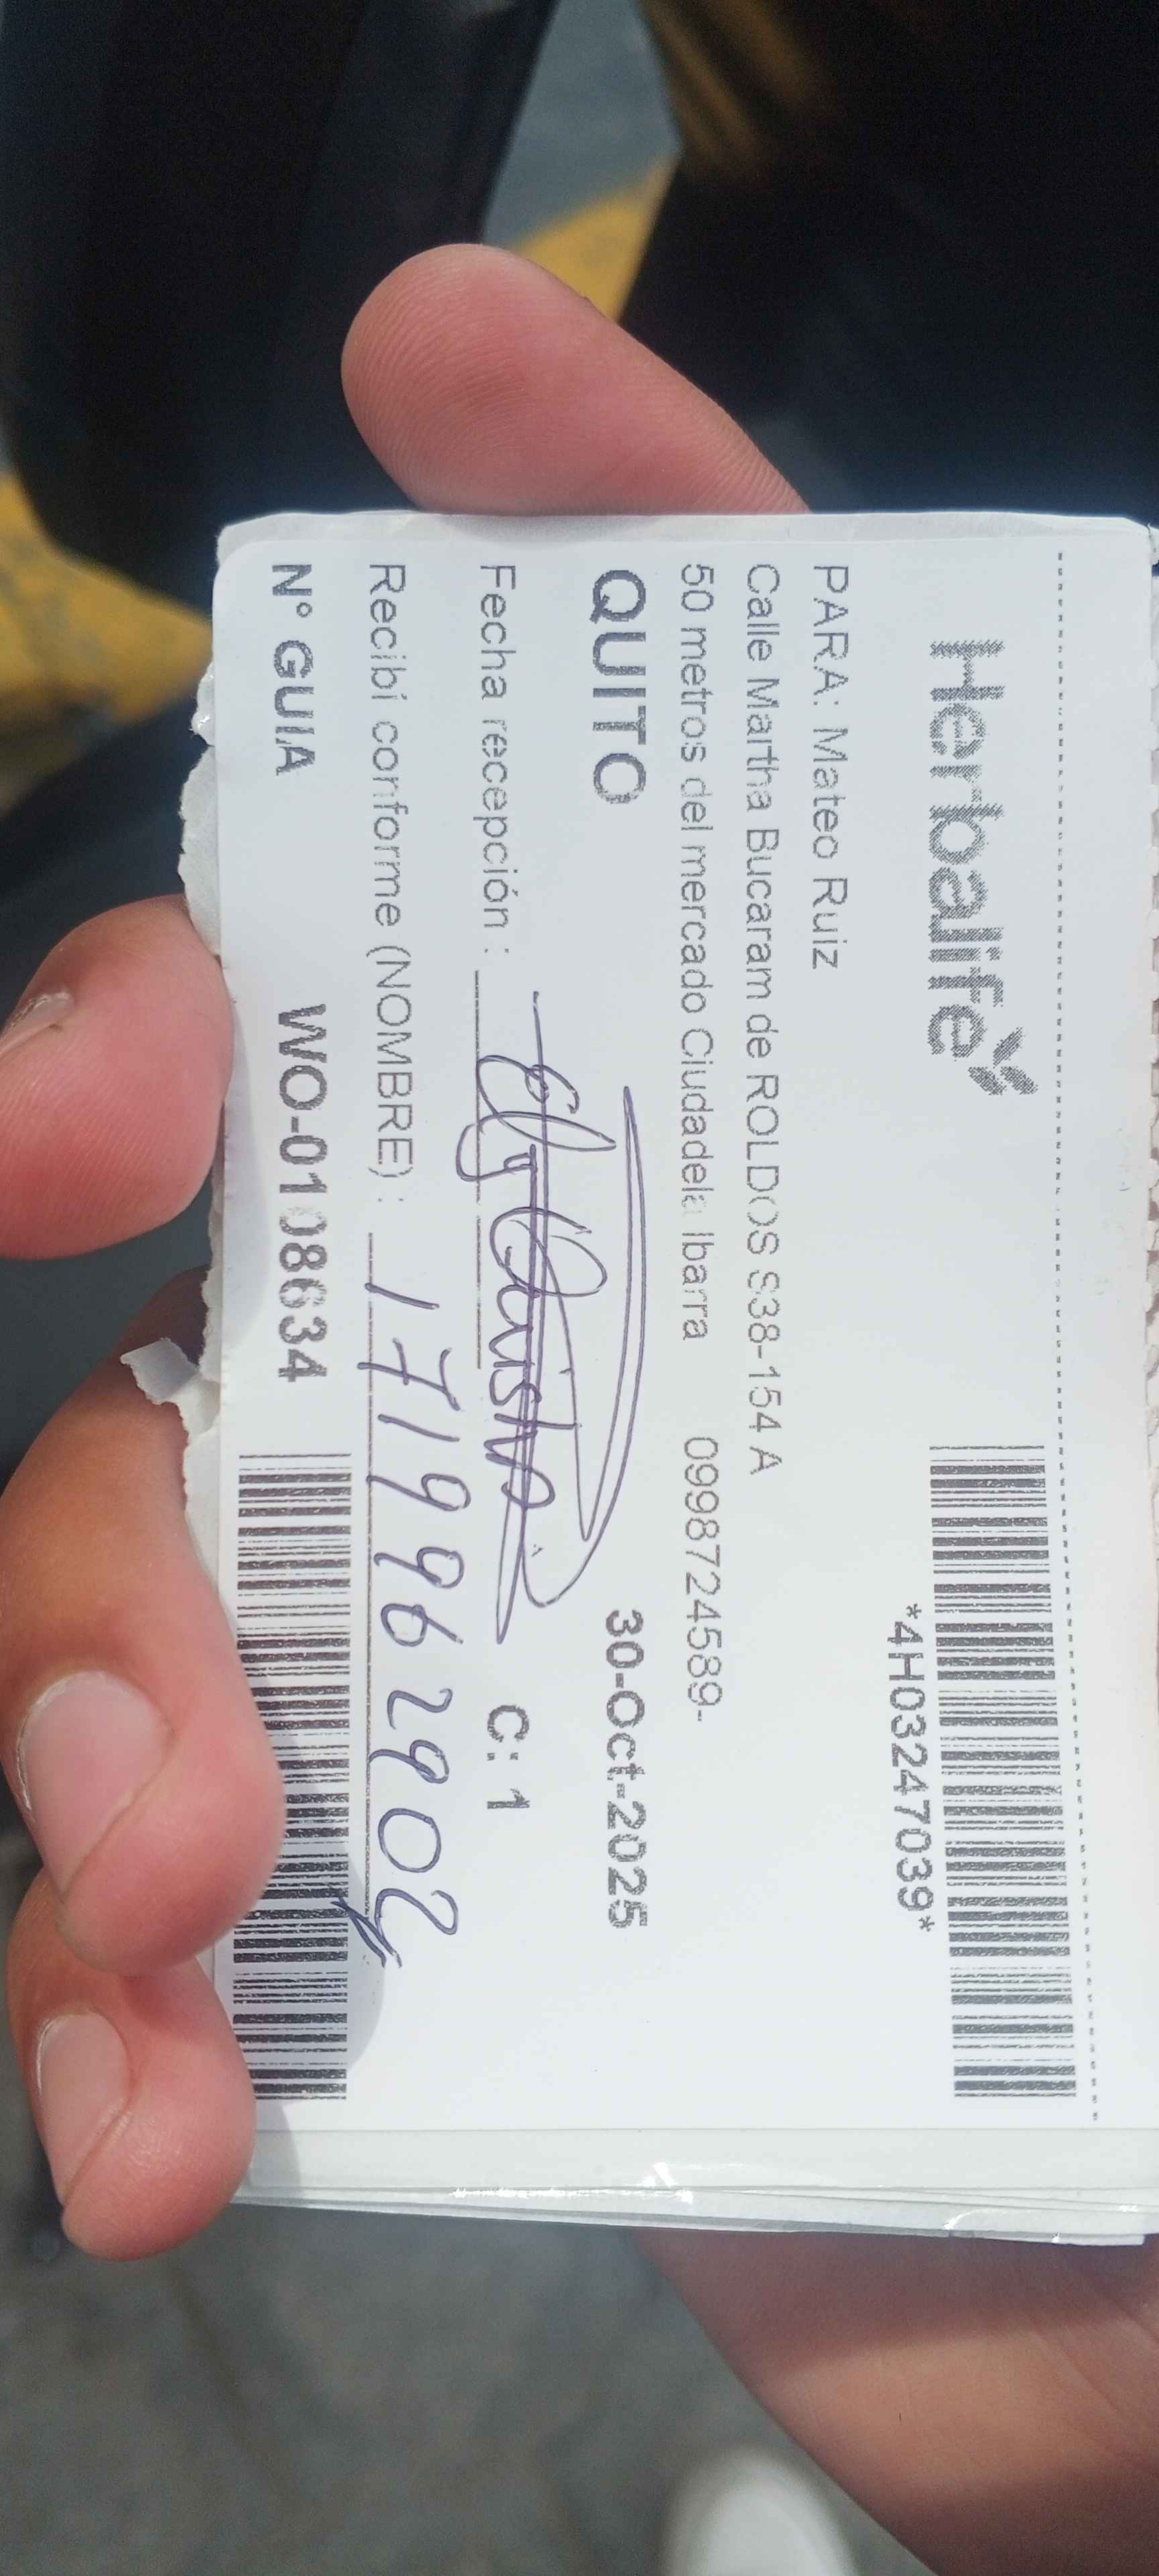 Herbalife
*4H03247039*
PARA: Mateo Ruiz
Calle Martha Bucaram de ROLDOS S38-154 A
50 metros del mercado Ciudadela Ibarra 0998724589-
QUITO 30-Oct-2025
Fecha recepción : C: 1
Recibí conforme (NOMBRE) : 1719962902
N° GUIA WO-0108634